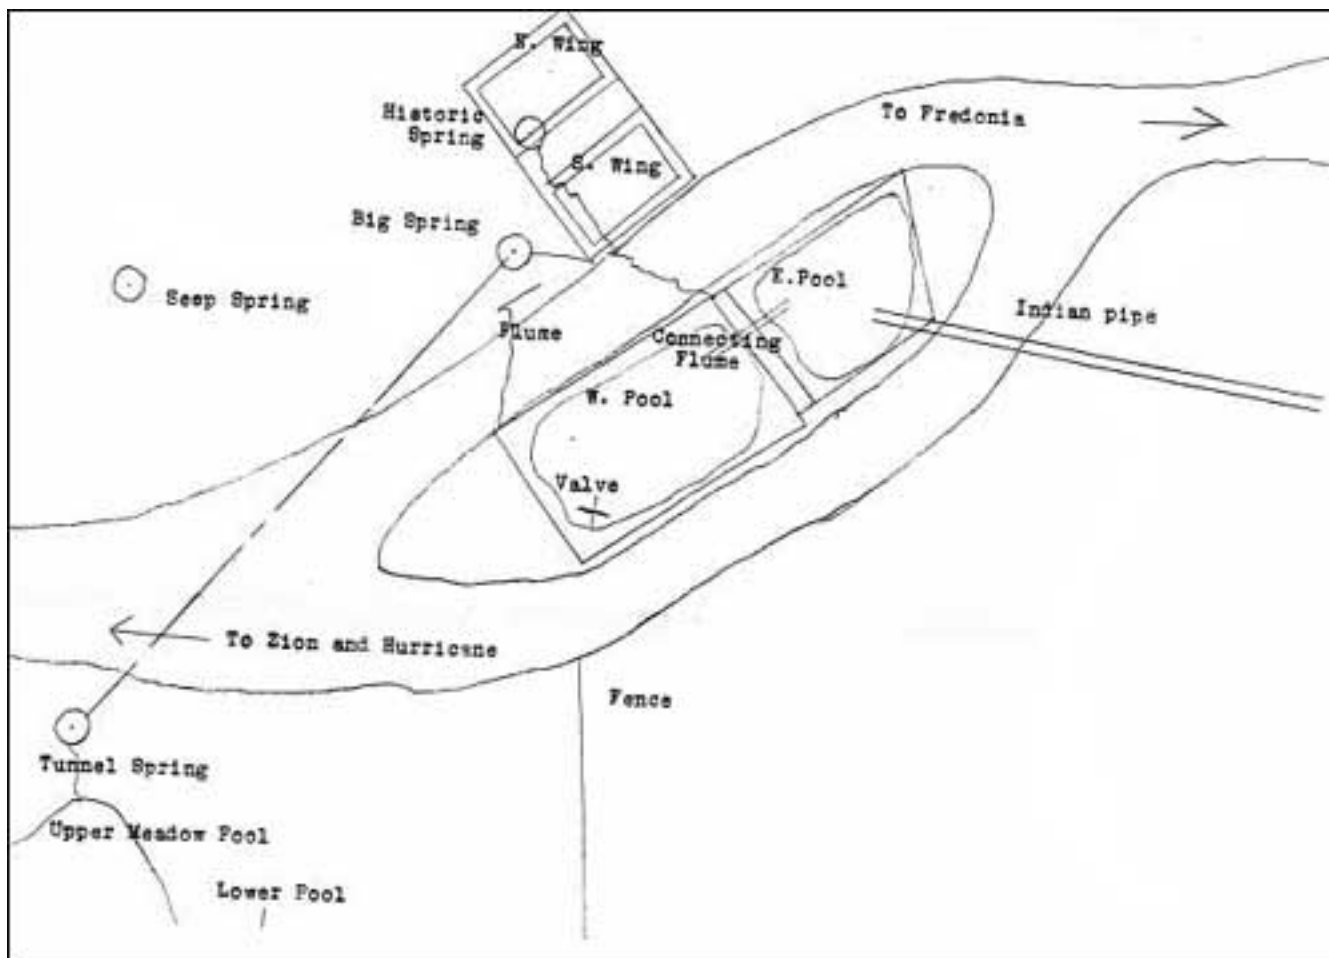 N. Wing
Historic
Spring
To Fredonia
S. Wing
Big Spring
E.Pool
Seep Spring
Indian pipe
Flume
Connecting
Flume
W. Pool
Valve
To Zion and Hurricane
Fence
Tunnel Spring
Upper Meadow Pool
Lower Pool